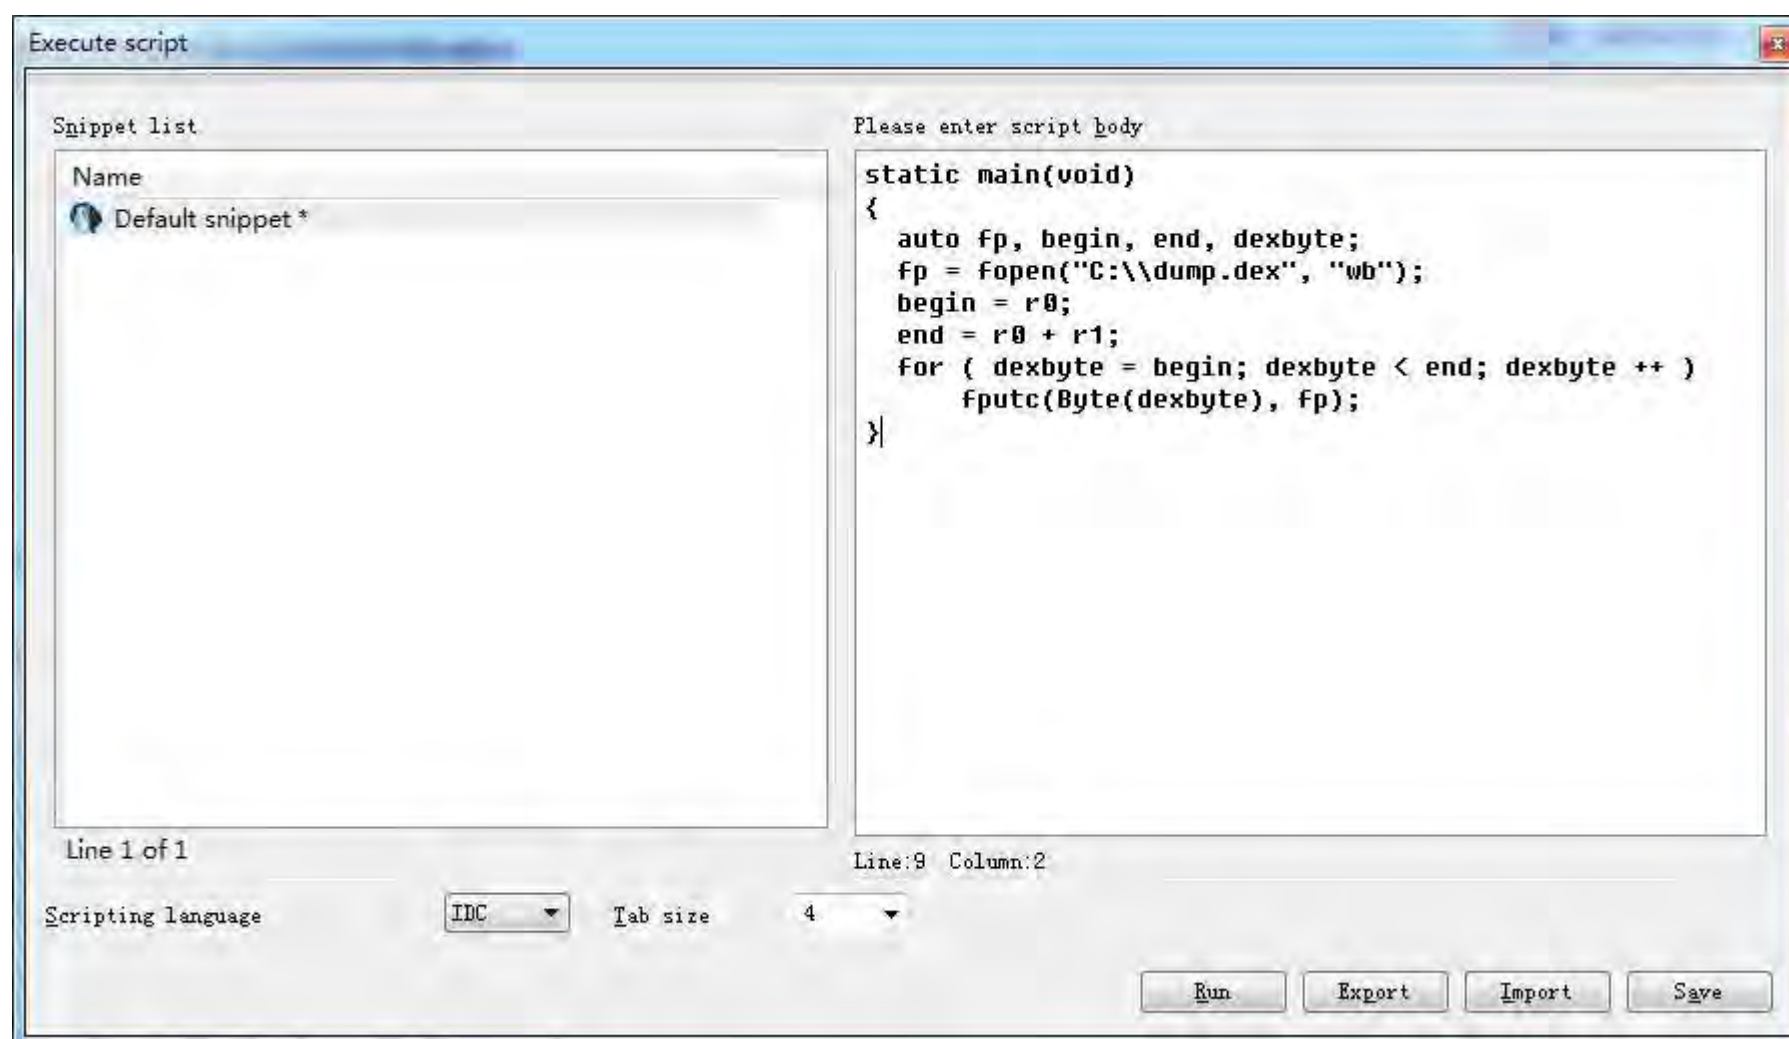 Execute script
Snippet list
Name
Default snippet *
Line 1 of 1
Please enter script body
static main(void)
{
  auto fp, begin, end, dexbyte;
  fp = fopen("C:\\dump.dex", "wb");
  begin = r0;
  end = r0 + r1;
  for ( dexbyte = begin; dexbyte < end; dexbyte ++ )
      fputc(Byte(dexbyte), fp);
}
Line:9 Column:2
Scripting language IDC Tab size 4
Run Export Import Save